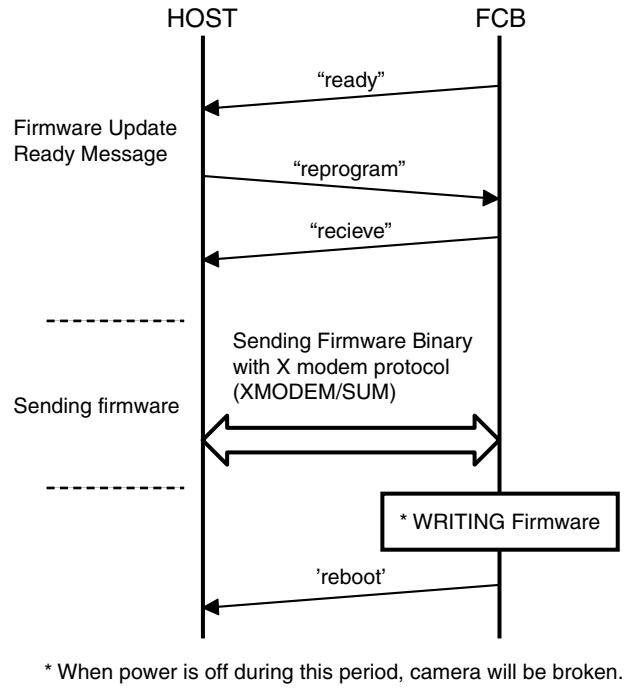 HOST
FCB
“ready”
Firmware Update
Ready Message
“reprogram”
“recieve”
Sending Firmware Binary
with X modem protocol
(XMODEM/SUM)
Sending firmware
* WRITING Firmware
’reboot’
* When power is off during this period, camera will be broken.